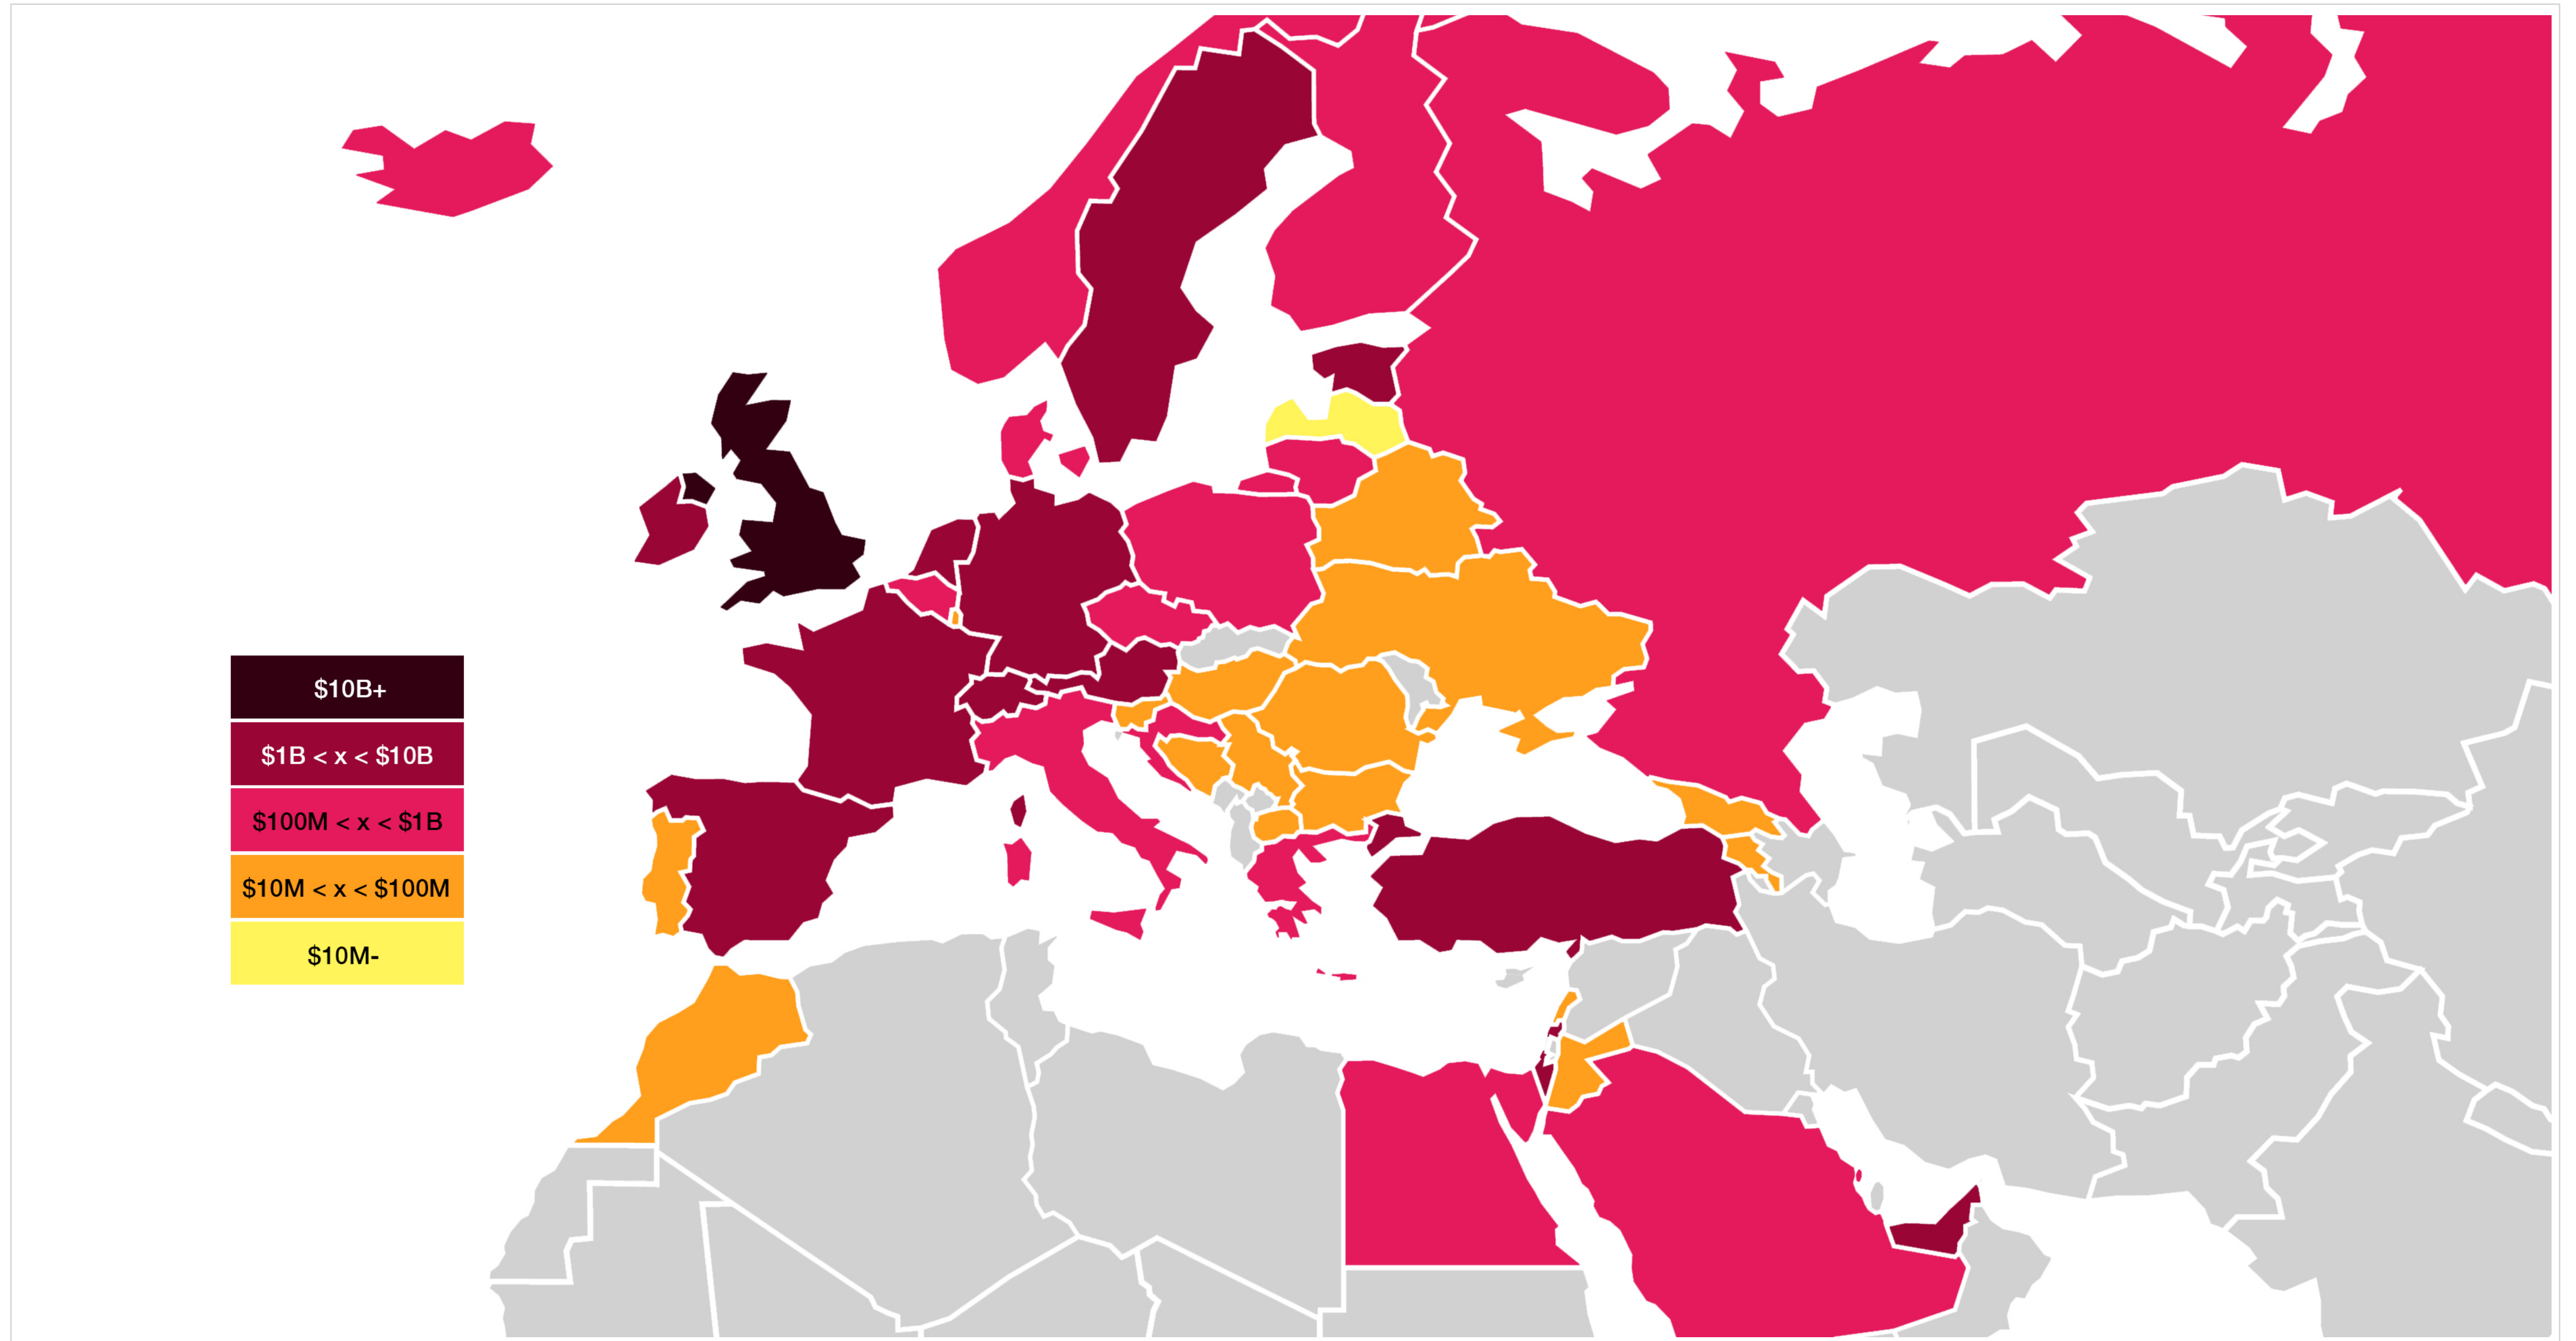 $10B+
$1B < x < $10B
$100M < x < $1B
$10M < x < $100M
$10M-